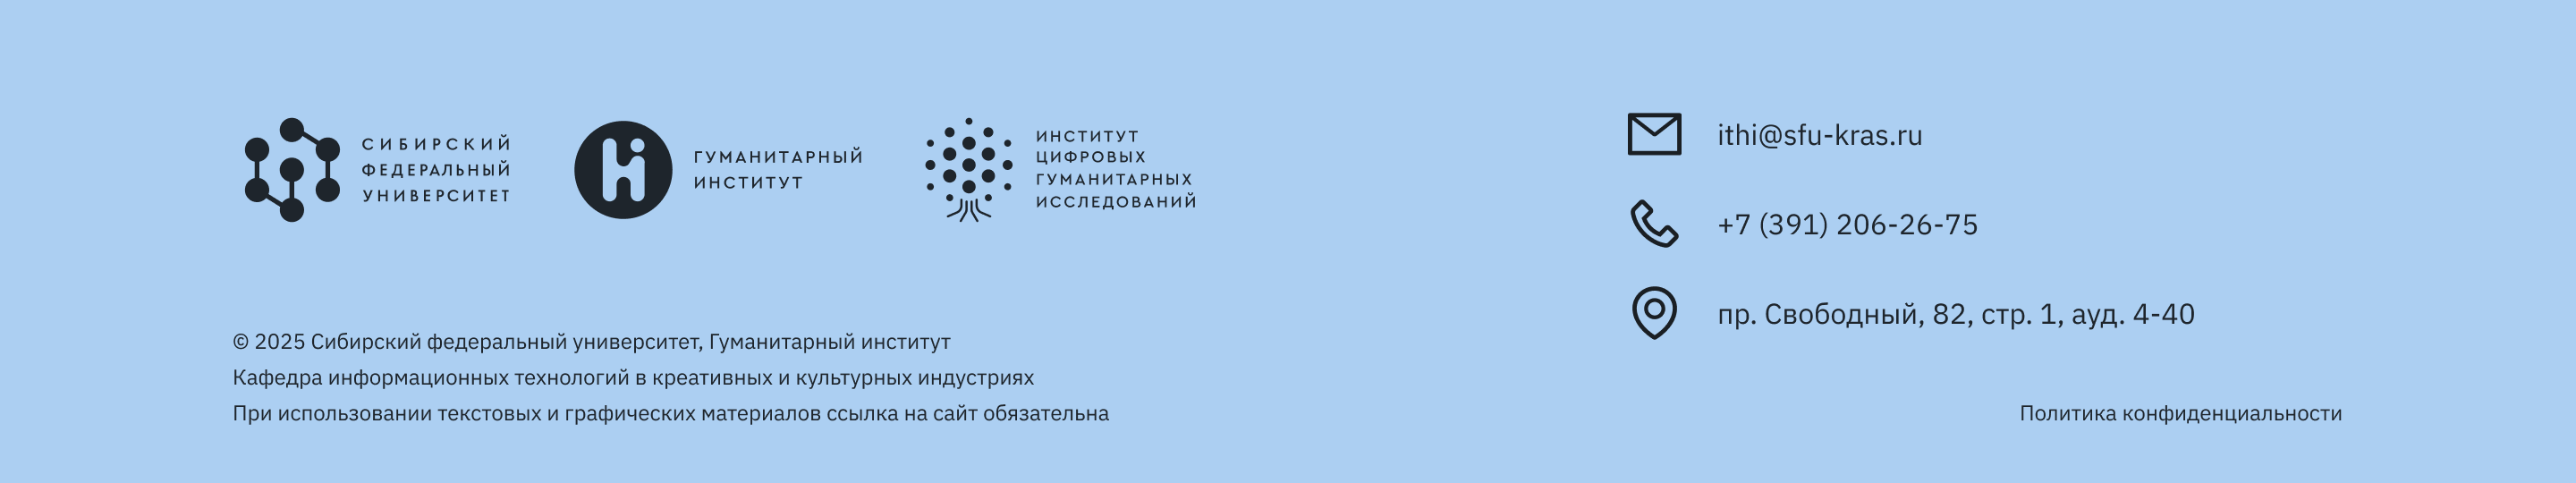 СИБИРСКИЙ
ФЕДЕРАЛЬНЫЙ
УНИВЕРСИТЕТ
ГУМАНИТАРНЫЙ
ИНСТИТУТ
ИНСТИТУТ
ЦИФРОВЫХ
ГУМАНИТАРНЫХ
ИССЛЕДОВАНИЙ
© 2025 Сибирский федеральный университет, Гуманитарный институт
Кафедра информационных технологий в креативных и культурных индустриях
При использовании текстовых и графических материалов ссылка на сайт обязательна
ithi@sfu-kras.ru
+7 (391) 206-26-75
пр. Свободный, 82, стр. 1, ауд. 4-40
Политика конфиденциальности